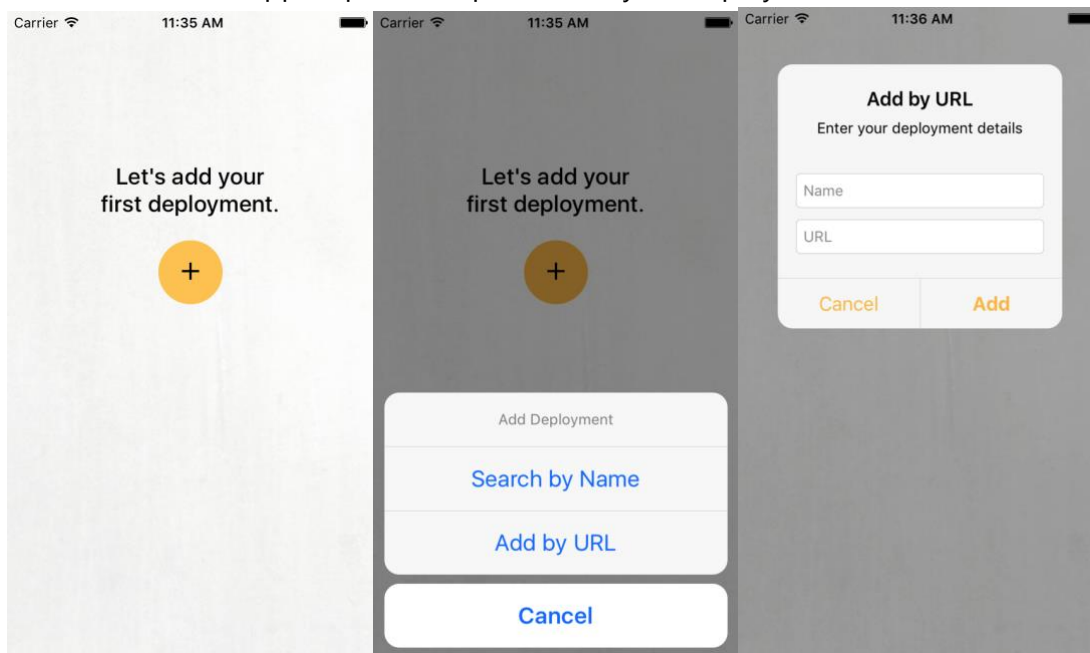 Carrier 11:35 AM
Let's add your
first deployment.
+
Carrier 11:35 AM
Let's add your
first deployment.
+
Add Deployment
Search by Name
Add by URL
Cancel
Carrier 11:36 AM
Add by URL
Enter your deployment details
Name
URL
Cancel Add